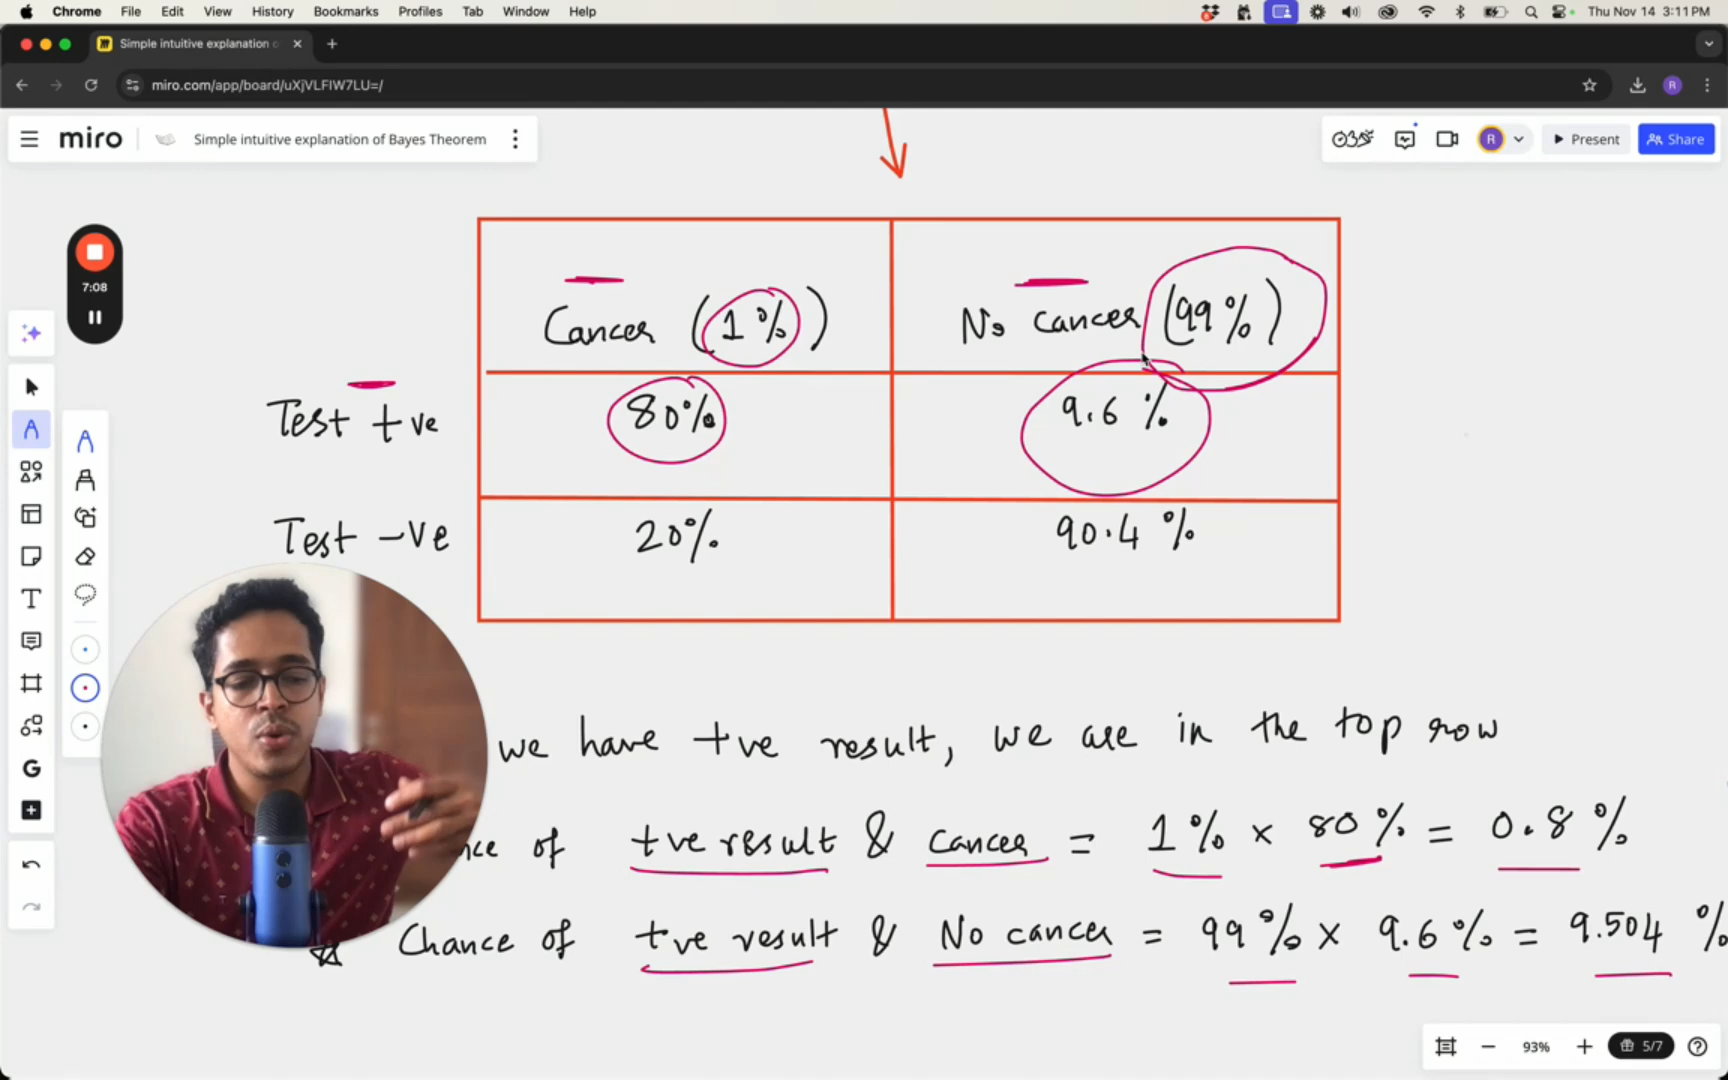 Chrome File Edit View History Bookmarks Profiles Tab Window Help Thu Nov 14 3:11 PM
Simple intuitive explanation o
miro.com/app/board/uXjVLFIW7LU=/ R
miro Simple intuitive explanation of Bayes Theorem R Present Share
7:08
Cancer (1%) No cancer (99%)
Test +ve 80% 9.6 %
Test -ve 20% 90.4 %
we have +ve result, we are in the top row
nce of +ve result & Cancer = 1% x 80% = 0.8 %
Chance of +ve result & No cancer = 99% x 9.6% = 9.504 %
93% 5/7